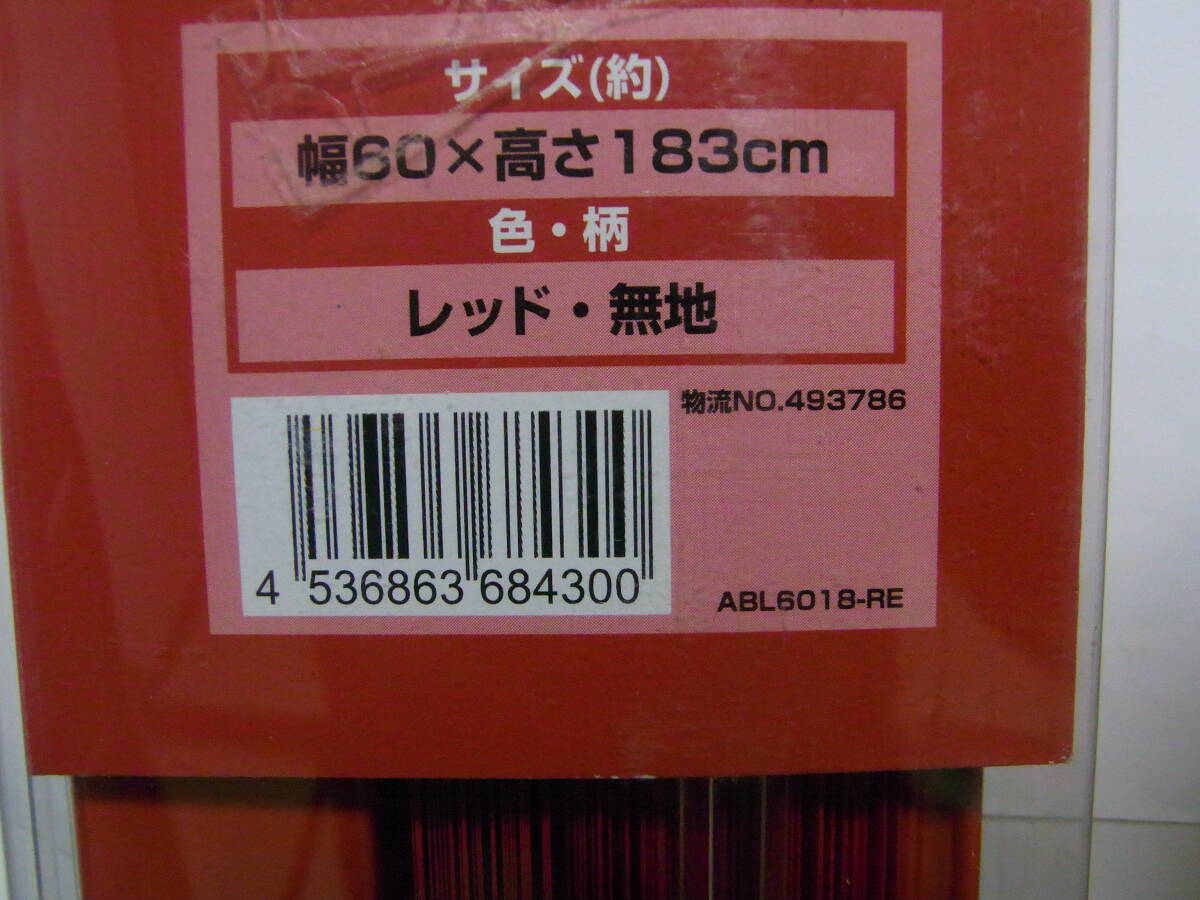 サイズ(約)
幅60×高さ183cm
色・柄
レッド・無地
物流NO.493786
4 536863 684300
ABL6018-RE